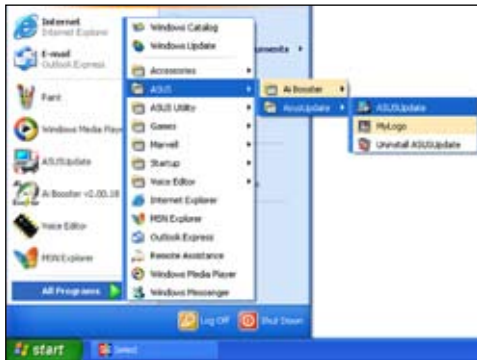 Internet
Internet Explorer
E-mail
Outlook Express
Paint
Windows Media Play
ASUSUpdate
Ai Booster v2.00.18
Voice Editor
MSN Explorer
All Programs
Windows Catalog
Windows Update
Accessories
ASUS
ASUS Utility
Games
Marvell
Startup
Voice Editor
Internet Explorer
MSN Explorer
Outlook Express
Remote Assistance
Windows Media Player
Windows Messenger
cuments
Ai Booster
AsusUpdate
ASUSUpdate
MyLogo
Uninstall ASUSUpdate
Log Off
Shut Down
start